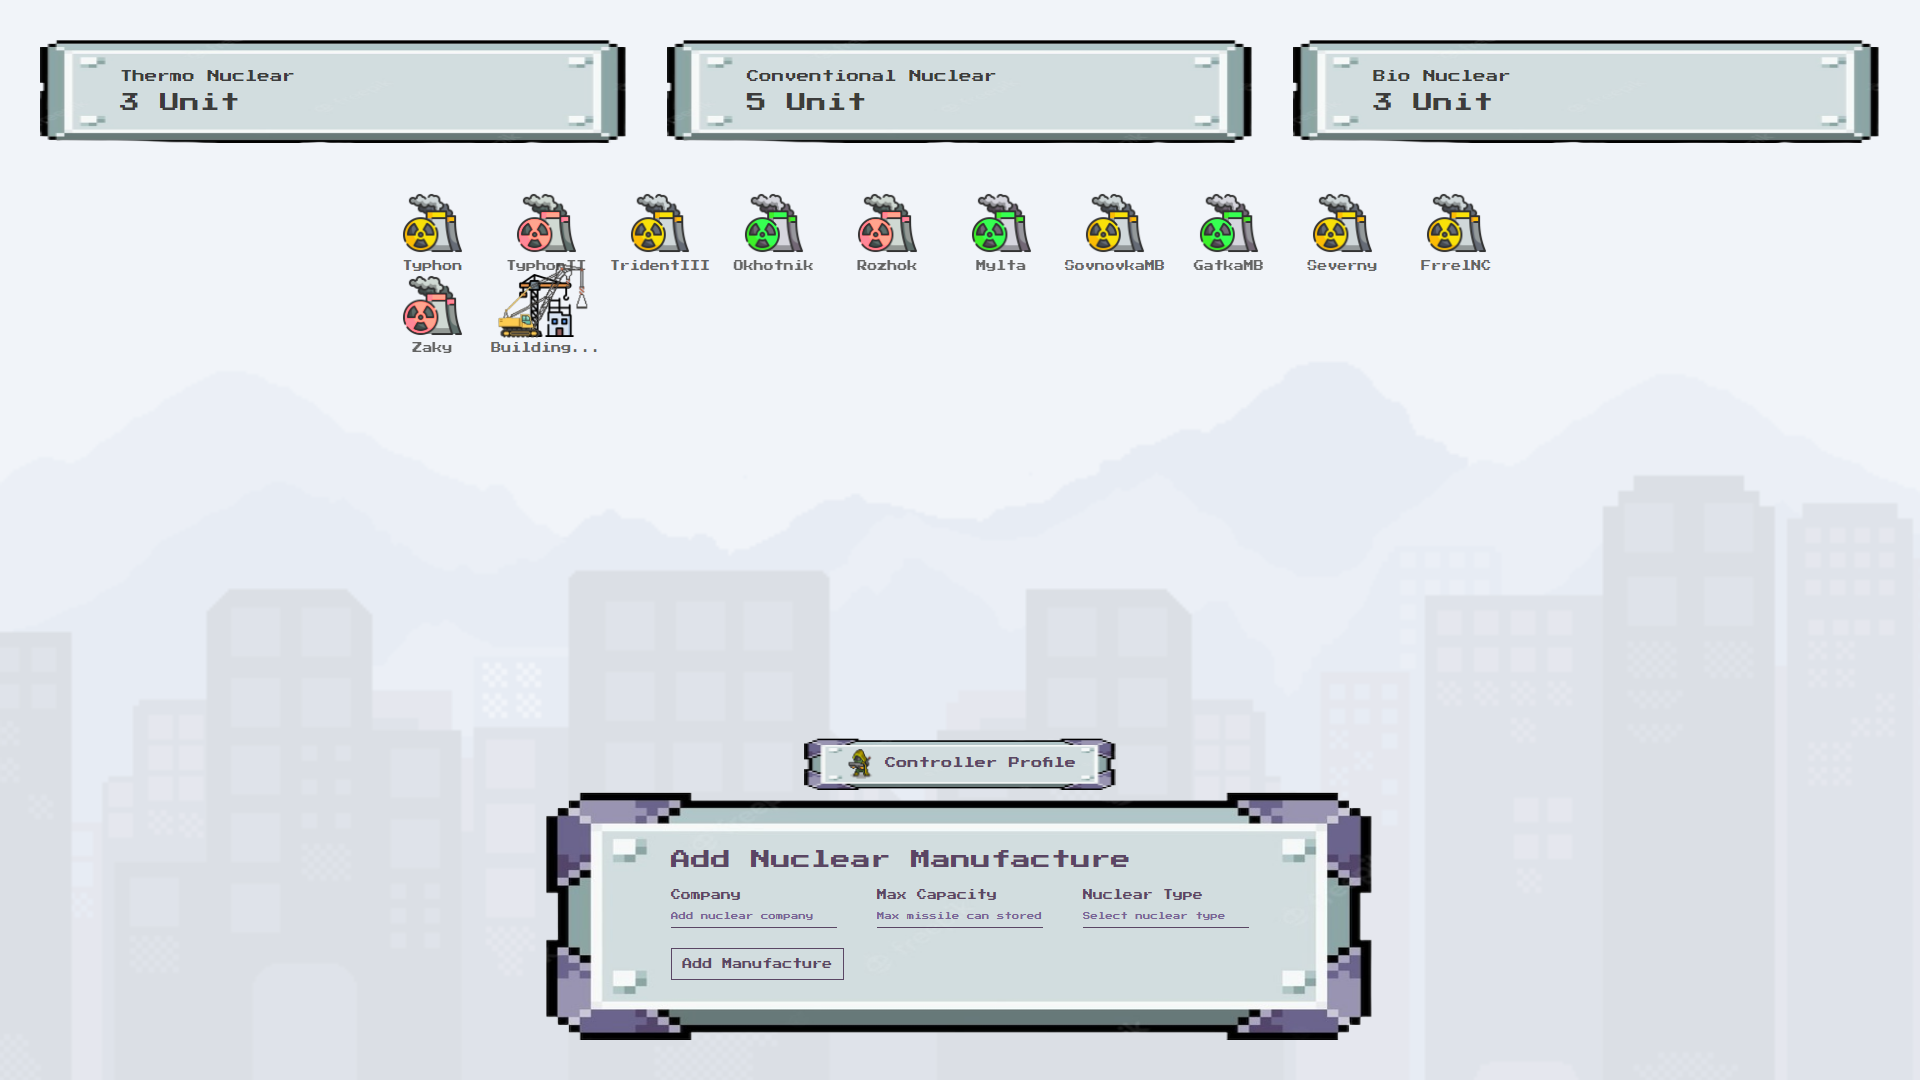 Thermo Nuclear
3 Unit
Conventional Nuclear
5 Unit
Bio Nuclear
3 Unit
Typhon
TyphonII
TridentIII
Okhotnik
Rozhok
Mylta
SovnovkaMB
GatkaMB
Severny
FrrelNC
Zaky
Building...
Controller Profile
Add Nuclear Manufacture
Company
Max Capacity
Nuclear Type
Add nuclear company
Max missile can stored
Select nuclear type
Add Manufacture